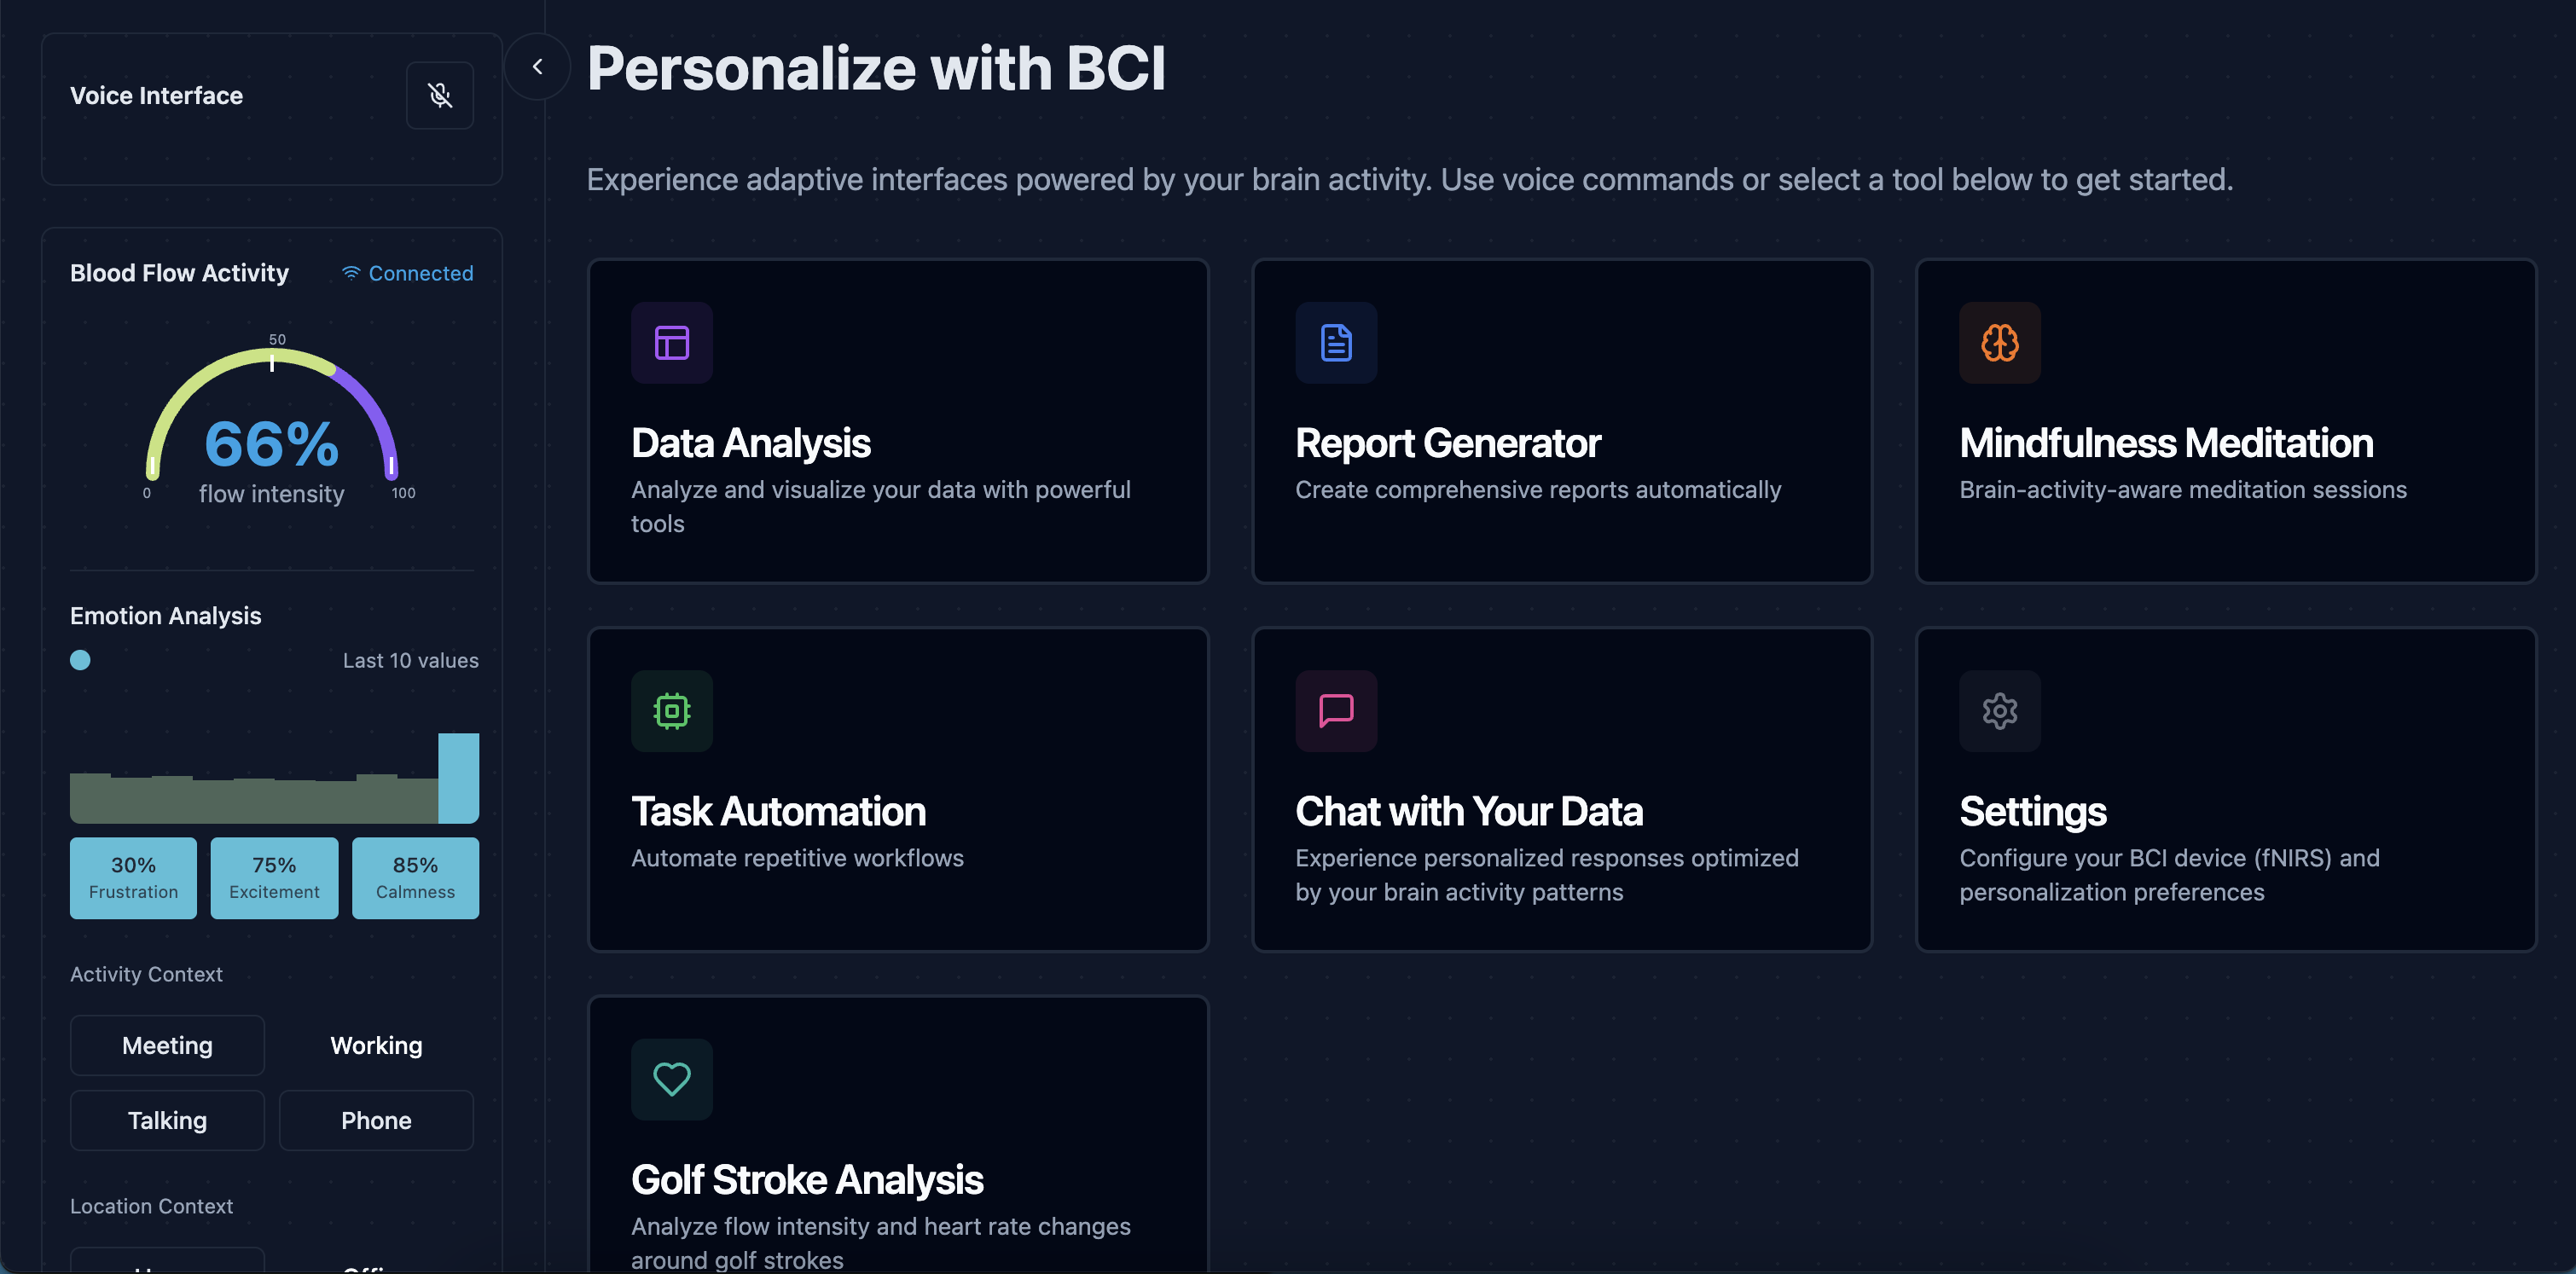 Voice Interface
Blood Flow Activity
Connected
50
66%
0
flow intensity
100
Emotion Analysis
Last 10 values
30%
Frustration
75%
Excitement
85%
Calmness
Activity Context
Meeting
Working
Talking
Phone
Location Context
Personalize with BCI
Experience adaptive interfaces powered by your brain activity. Use voice commands or select a tool below to get started.
Data Analysis
Analyze and visualize your data with powerful
tools
Report Generator
Create comprehensive reports automatically
Mindfulness Meditation
Brain-activity-aware meditation sessions
Task Automation
Automate repetitive workflows
Chat with Your Data
Experience personalized responses optimized
by your brain activity patterns
Settings
Configure your BCI device (fNIRS) and
personalization preferences
Golf Stroke Analysis
Analyze flow intensity and heart rate changes
around golf strokes